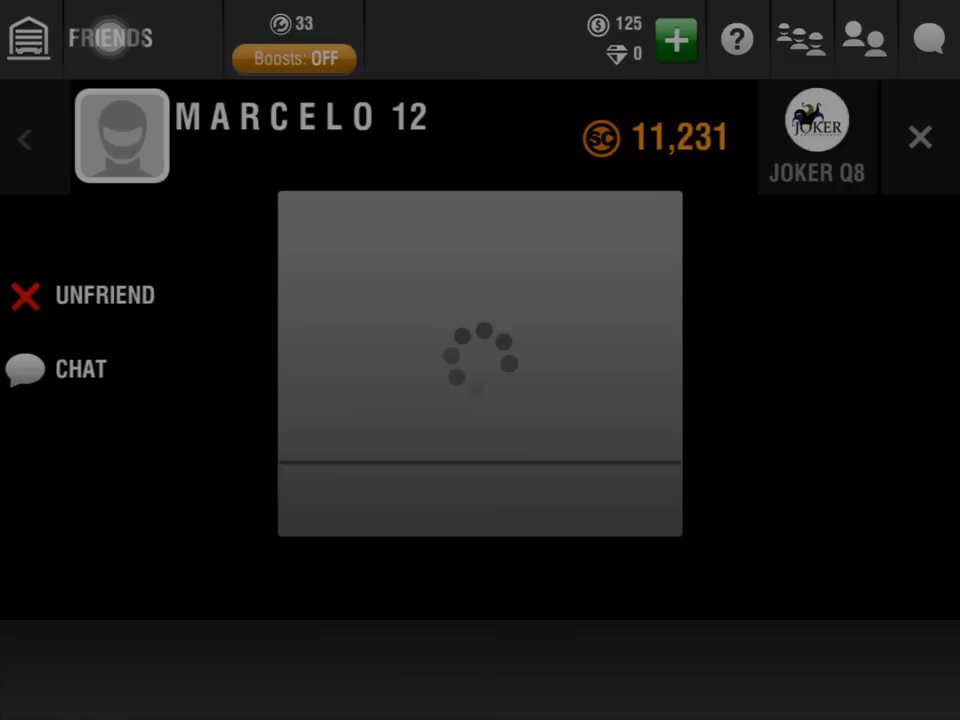 FRIENDS
33
Boosts: OFF
125
0
+
?
MARCELO 12
SC 11,231
JOKER
JOKER Q8
UNFRIEND
CHAT